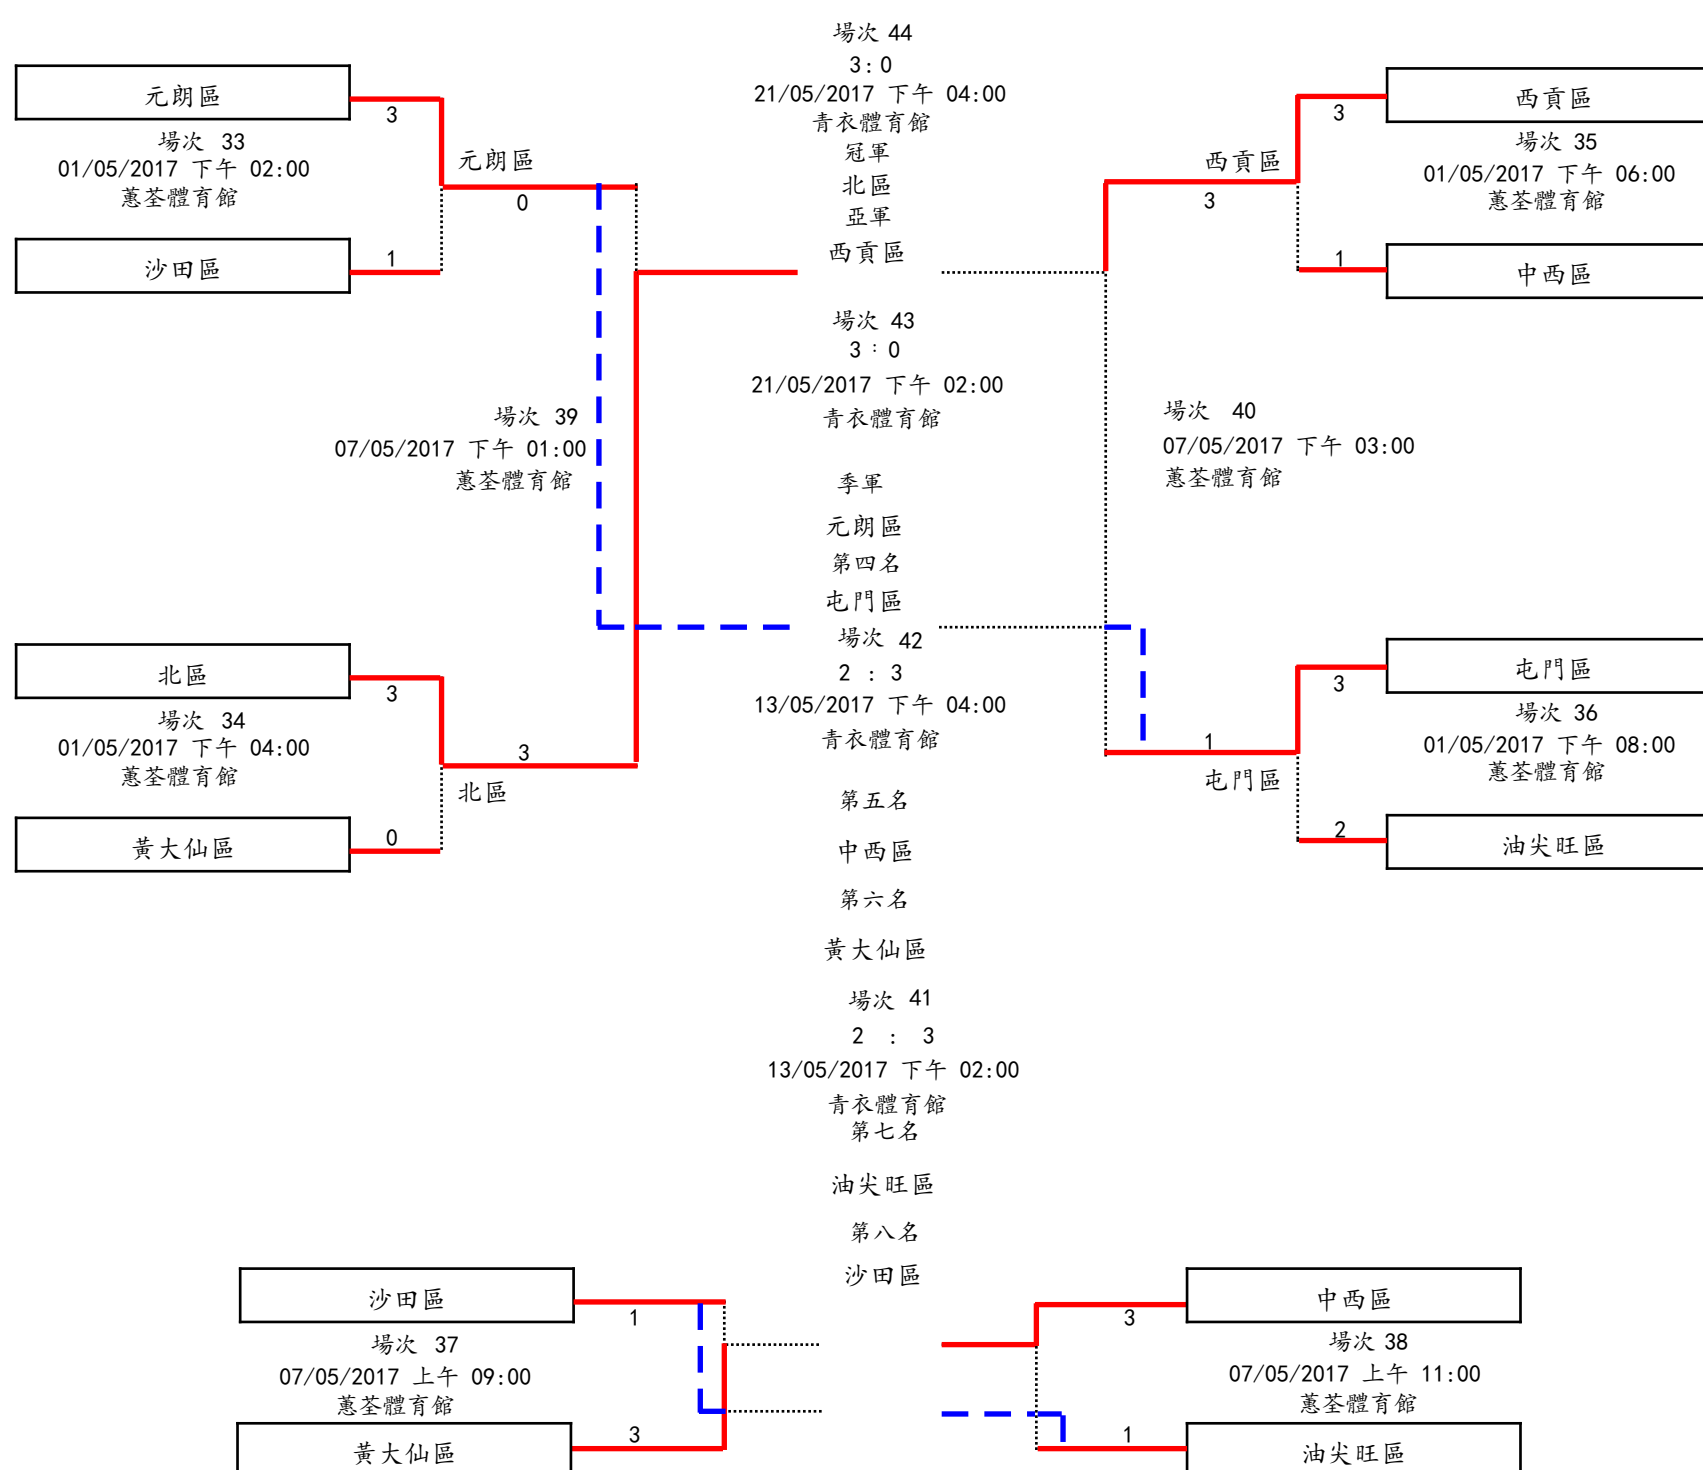 場次 44
3:0
21/05/2017 下午 04:00
青衣體育館
冠軍
北區
亞軍
西貢區
元朗區
3
場次 33
01/05/2017 下午 02:00
蕙荃體育館
元朗區
0
沙田區
1
西貢區
3
場次 35
01/05/2017 下午 06:00
蕙荃體育館
西貢區
3
中西區
1
場次 43
3 : 0
21/05/2017 下午 02:00
青衣體育館
場次 39
07/05/2017 下午 01:00
蕙荃體育館
場次 40
07/05/2017 下午 03:00
蕙荃體育館
季軍
元朗區
第四名
屯門區
場次 42
2 : 3
13/05/2017 下午 04:00
青衣體育館
北區
3
場次 34
01/05/2017 下午 04:00
蕙荃體育館
3
北區
黃大仙區
0
屯門區
3
場次 36
01/05/2017 下午 08:00
蕙荃體育館
1
屯門區
油尖旺區
2
第五名
中西區
第六名
黃大仙區
場次 41
2 : 3
13/05/2017 下午 02:00
青衣體育館
第七名
油尖旺區
第八名
沙田區
沙田區
1
場次 37
07/05/2017 上午 09:00
蕙荃體育館
黃大仙區
3
中西區
3
場次 38
07/05/2017 上午 11:00
蕙荃體育館
油尖旺區
1